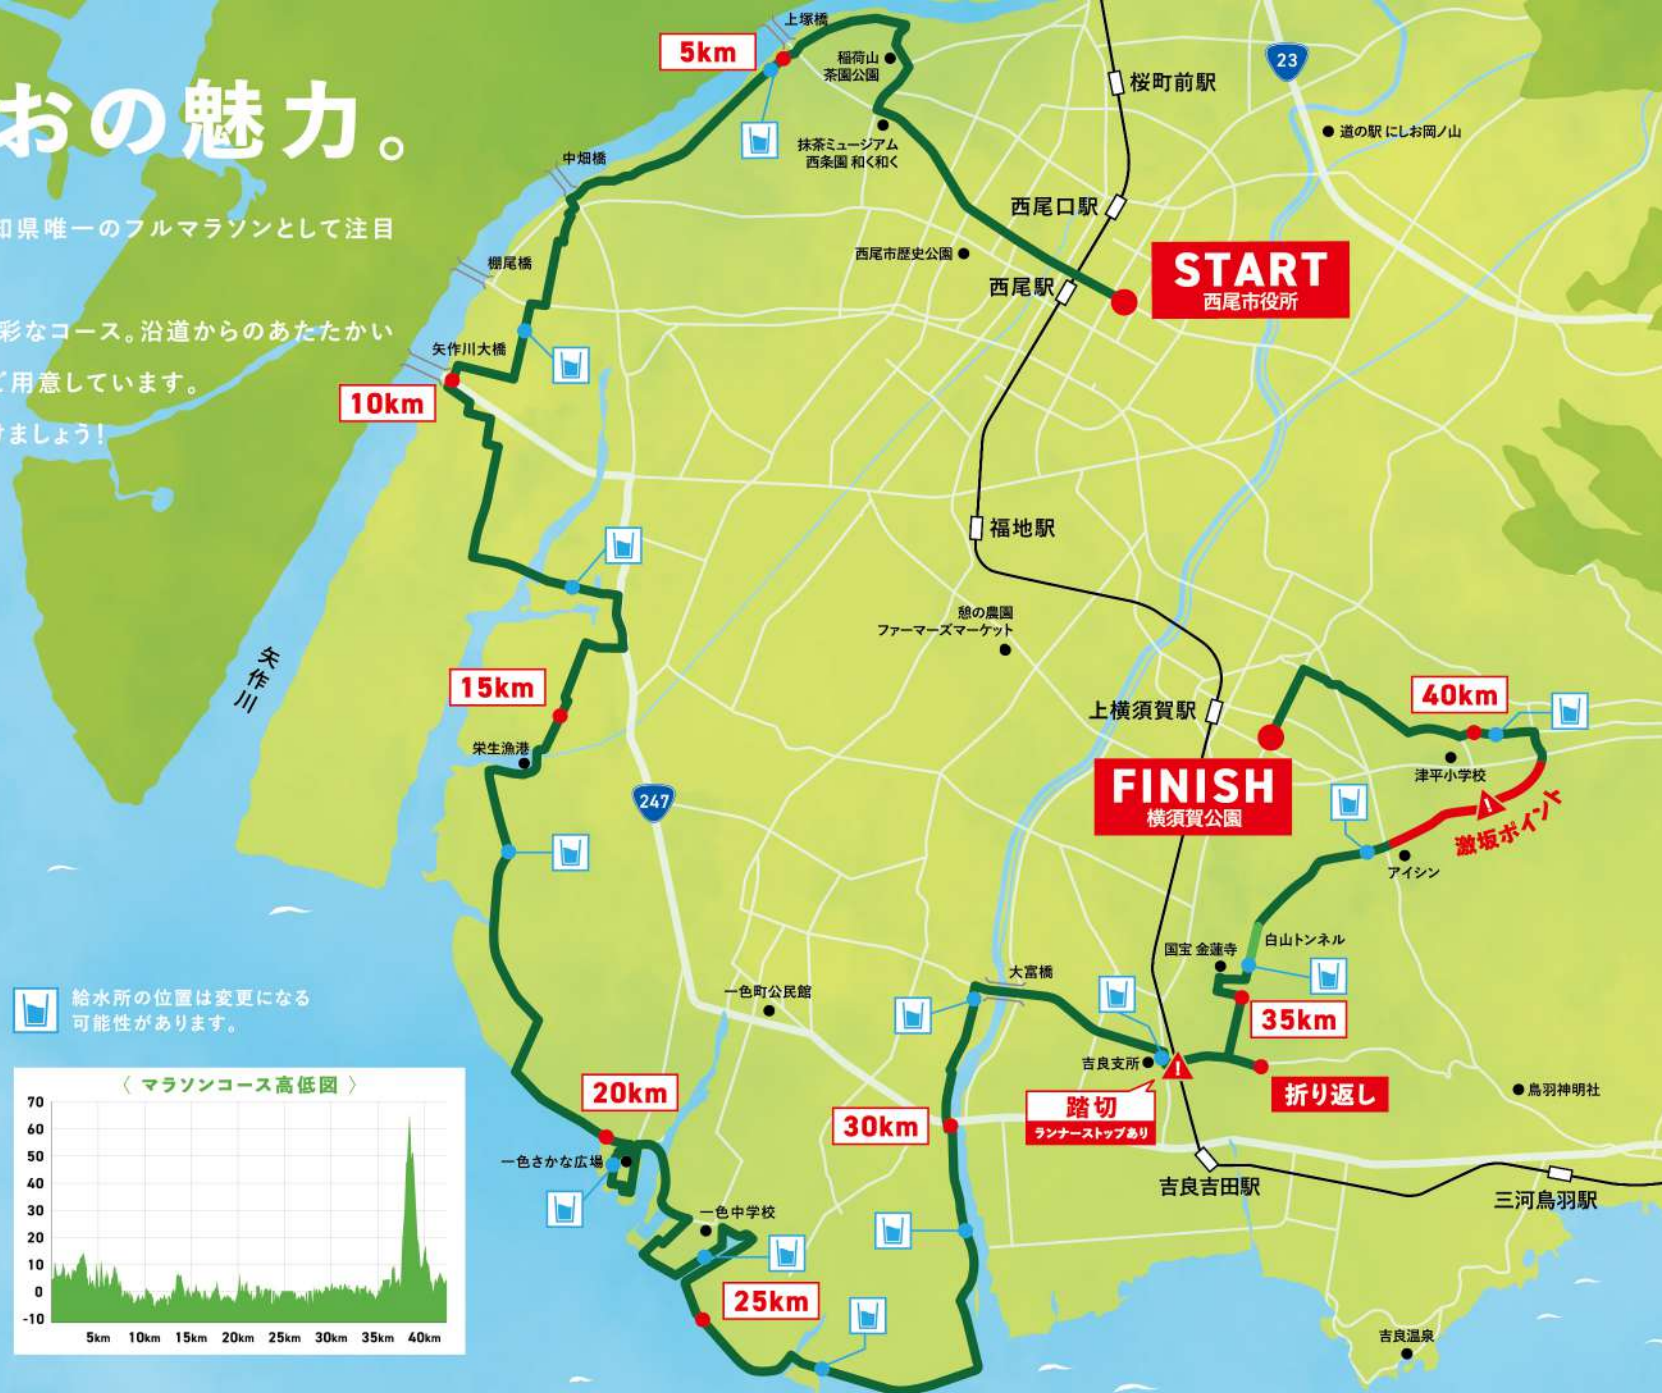 おの魅力。
知県唯一のフルマラソンとして注目
彩なコース。沿道からのあたたかい
ご用意しています。
けましょう!
上塚橋
5km
稲荷山
茶園公園
抹茶ミュージアム
西条園 和く和く
桜町前駅
23
道の駅 にしお岡ノ山
中畑橋
西尾口駅
西尾市歴史公園
西尾駅
START
西尾市役所
棚尾橋
矢作川大橋
10km
福地駅
憩の農園
ファーマーズマーケット
矢作川
15km
栄生漁港
247
上横須賀駅
40km
津平小学校
FINISH
横須賀公園
激坂ポイント
アイシン
国宝 金蓮寺
白山トンネル
35km
大富橋
一色町公民館
吉良支所
踏切
ランナーストップあり
折り返し
鳥羽神明社
20km
30km
一色さかな広場
吉良吉田駅
三河鳥羽駅
一色中学校
25km
吉良温泉
給水所の位置は変更になる
可能性があります。
〈 マラソンコース高低図 〉
70
60
50
40
30
20
10
0
-10
5km 10km 15km 20km 25km 30km 35km 40km